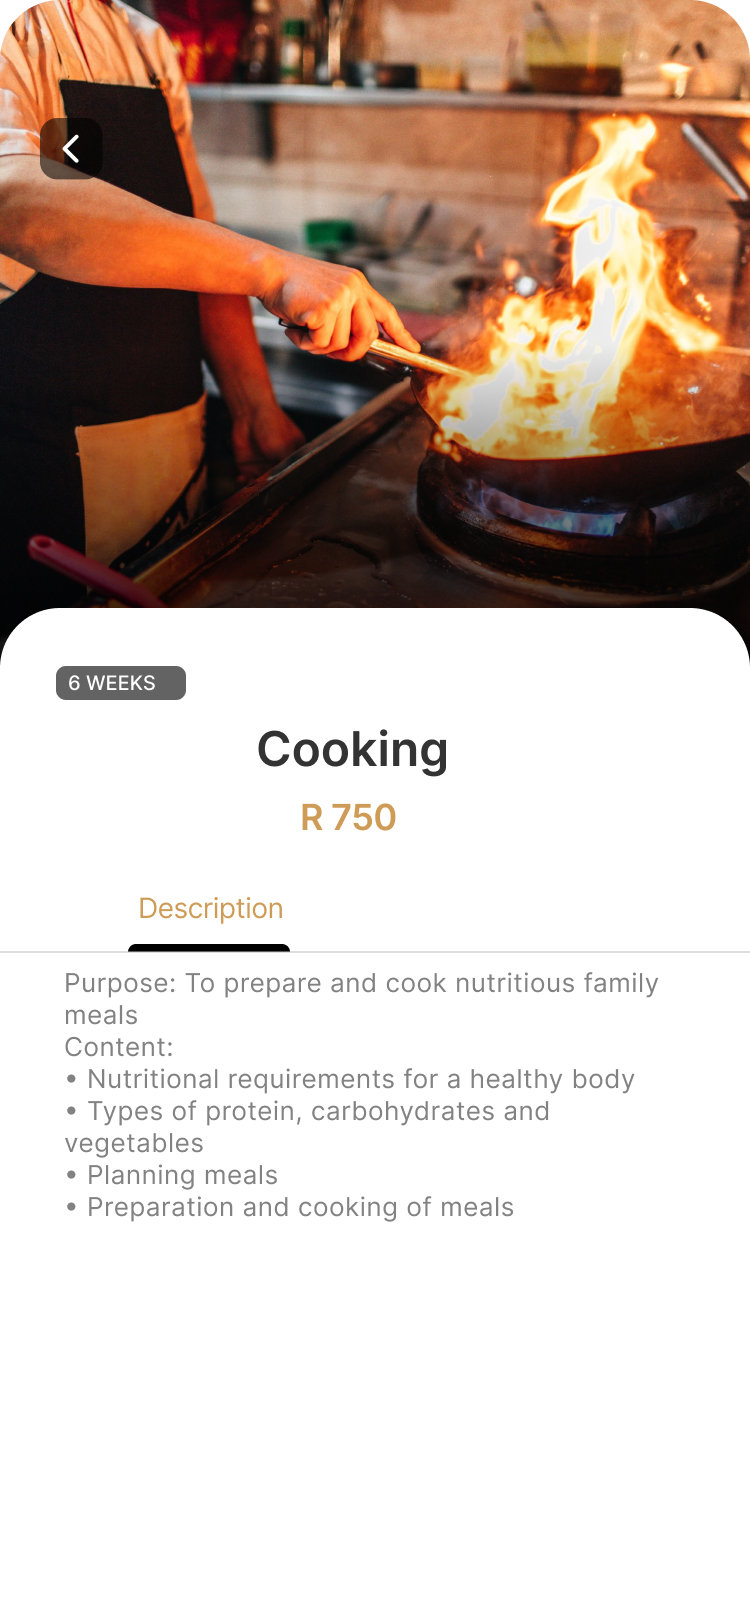 6 WEEKS
Cooking
R 750
Description
Purpose: To prepare and cook nutritious family
meals
Content:
• Nutritional requirements for a healthy body
• Types of protein, carbohydrates and
vegetables
• Planning meals
• Preparation and cooking of meals